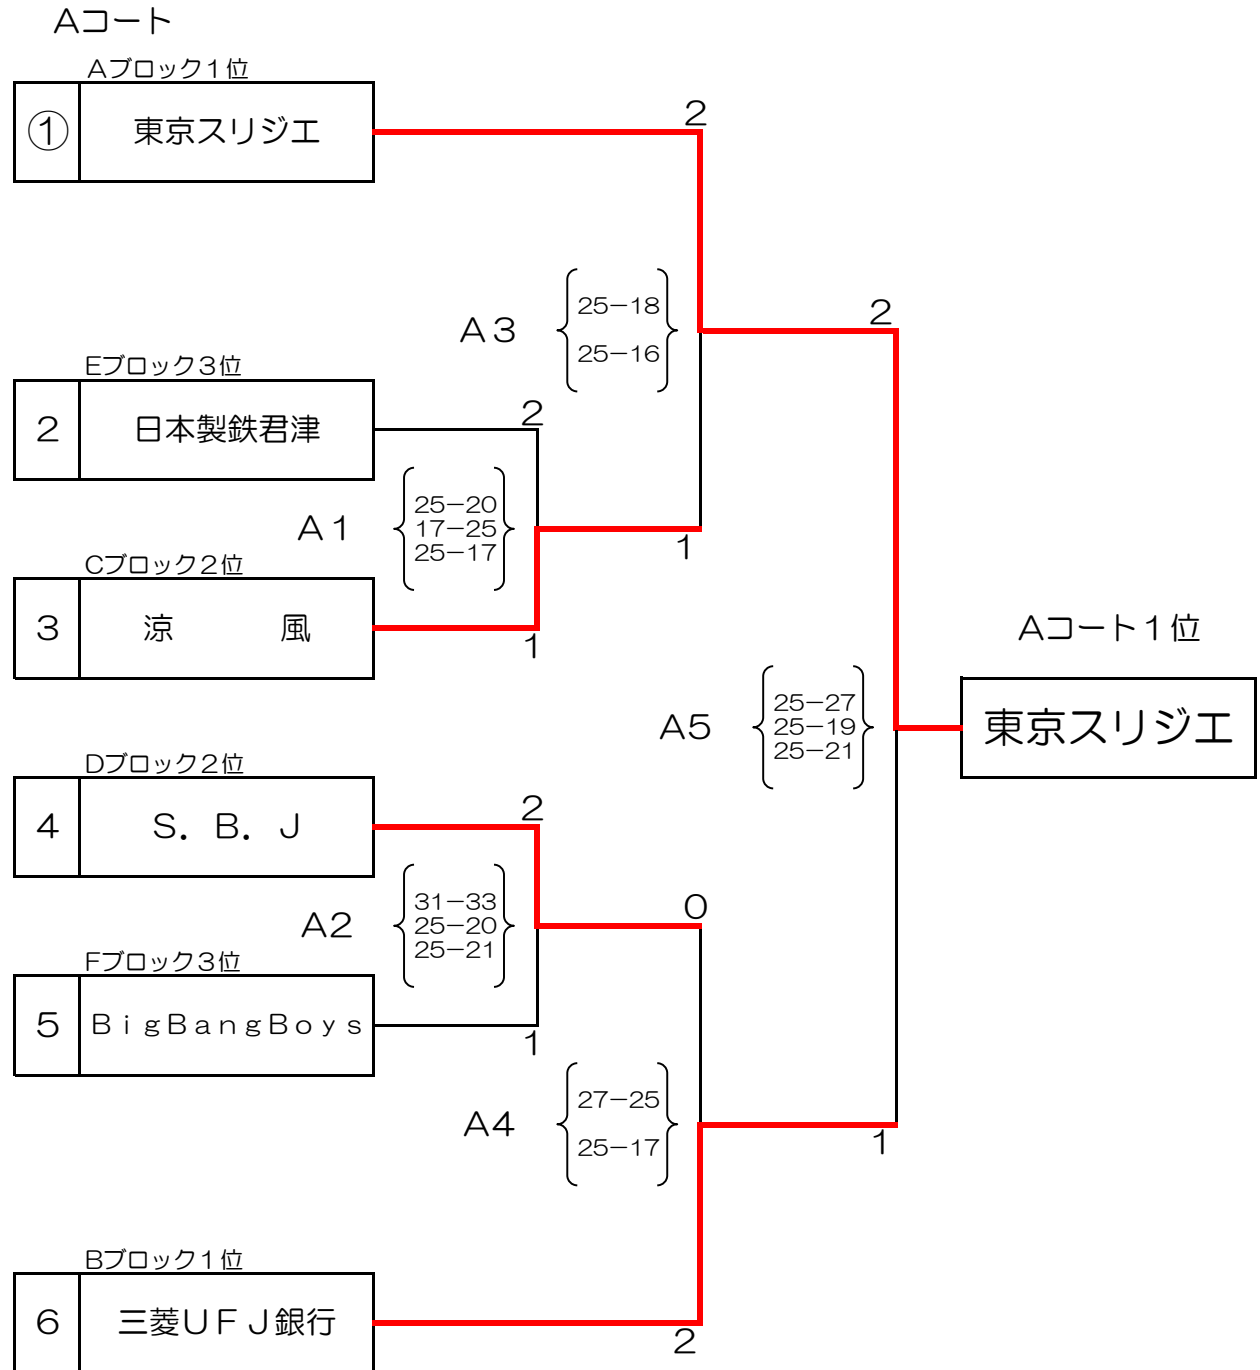 Aコート
Aブロック１位
① 東京スリジエ
2
25－18
25－16
A３
2
Eブロック３位
2 日本製鉄君津
2
25－20
17－25
25－17
A１
1
Cブロック２位
3 涼　風
1
Aコート１位
東京スリジエ
25－27
25－19
25－21
A5
Dブロック２位
4 Ｓ．Ｂ．Ｊ
2
31－33
25－20
25－21
A2
0
Fブロック３位
5 ＢｉｇＢａｎｇＢｏｙｓ
1
27－25
25－17
A4
1
Bブロック１位
6 三菱ＵＦＪ銀行
2